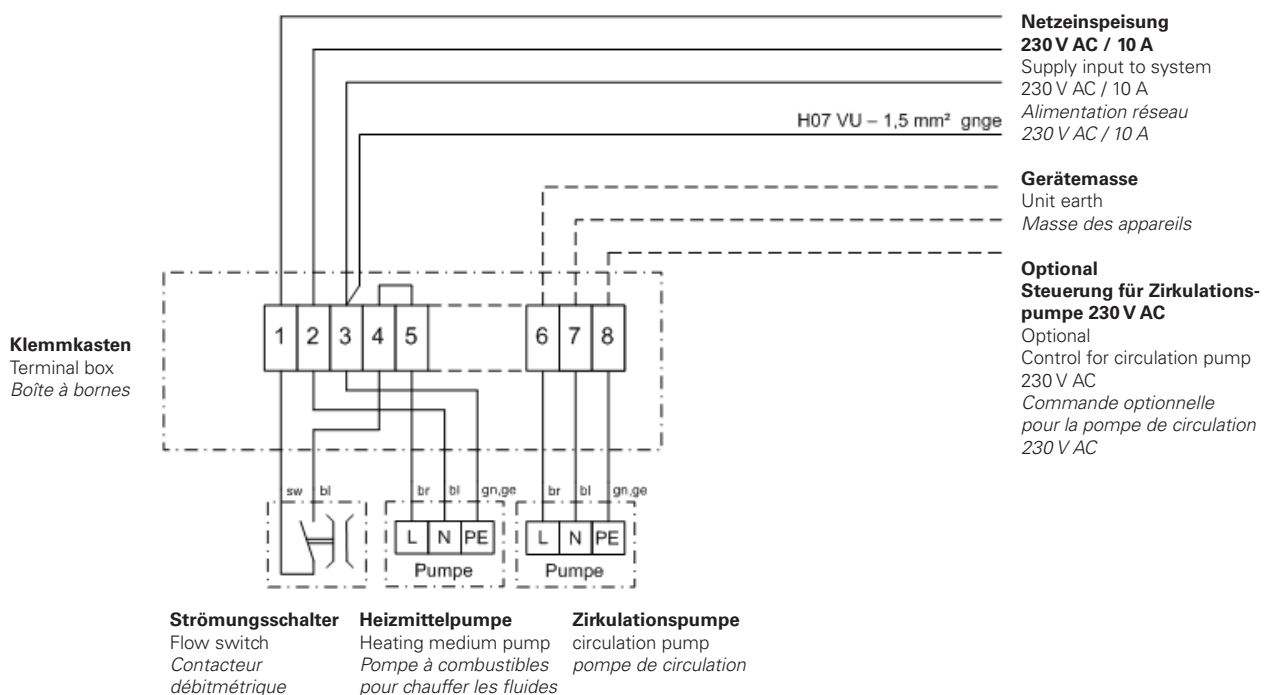 Netzeinspeisung
230 V AC / 10 A
Supply input to system
230 V AC / 10 A
Alimentation réseau
230 V AC / 10 A
H07 VU – 1,5 mm² gnge
Gerätemasse
Unit earth
Masse des appareils
Optional
Steuerung für Zirkulations-
pumpe 230 V AC
Optional
Control for circulation pump
230 V AC
Commande optionnelle
pour la pompe de circulation
230 V AC
Klemmkasten
Terminal box
Boîte à bornes
1 2 3 4 5 6 7 8
sw bl br bl gn,ge br bl gn,ge
L N PE L N PE
Pumpe Pumpe
Strömungsschalter
Flow switch
Contacteur
débitmétrique
Heizmittelpumpe
Heating medium pump
Pompe à combustibles
pour chauffer les fluides
Zirkulationspumpe
circulation pump
pompe de circulation